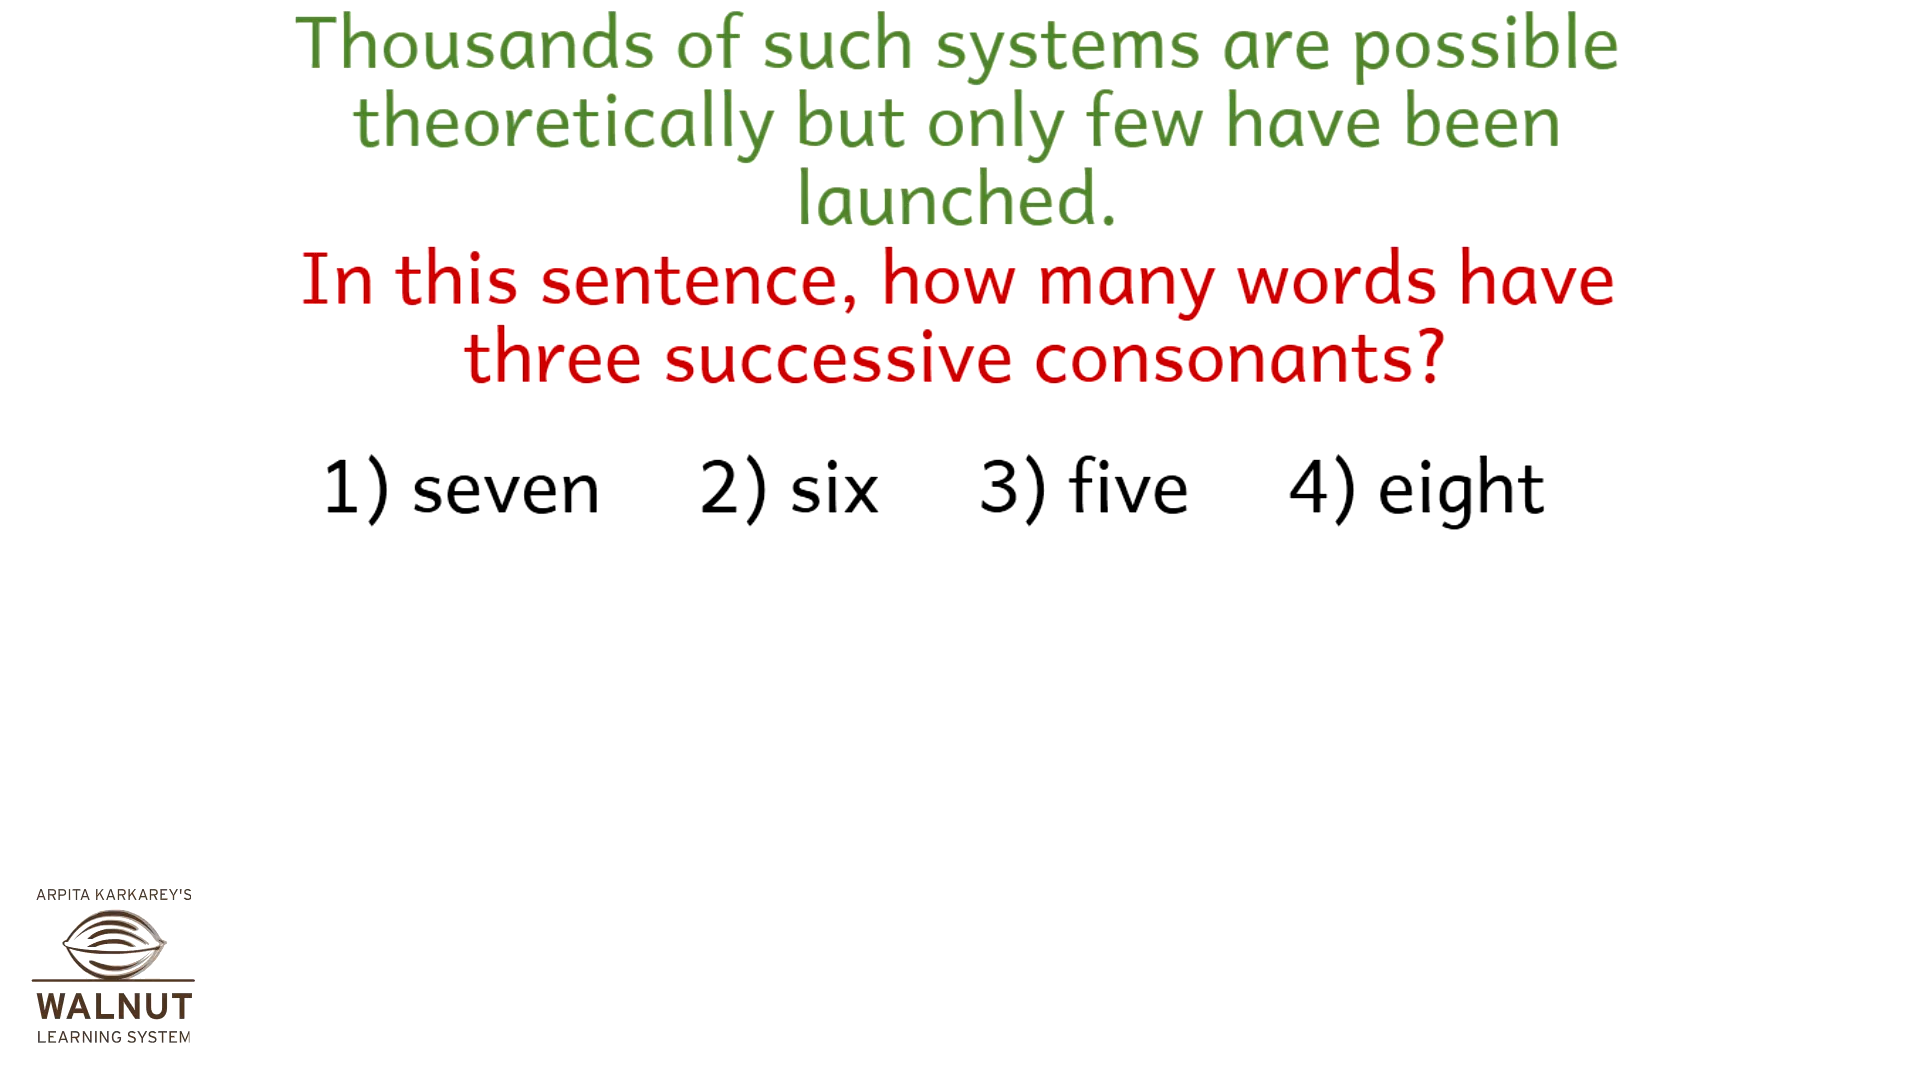 Thousands of such systems are possible
theoretically but only few have been
launched.
In this sentence, how many words have
three successive consonants?
1) seven 2) six 3) five 4) eight
ARPITA KARKAREY'S
WALNUT
LEARNING SYSTEM